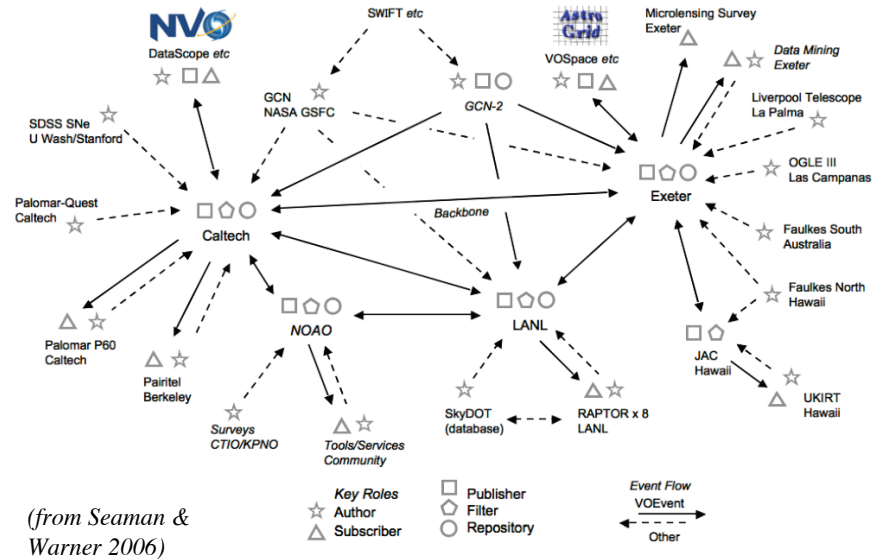 NVO
DataScope etc
SWIFT etc
Astro
Grid
VOSpace etc
Microlensing Survey
Exeter
Data Mining
Exeter
GCN
NASA GSFC
GCN-2
Liverpool Telescope
La Palma
SDSS SNe
U Wash/Stanford
OGLE III
Las Campanas
Exeter
Palomar-Quest
Caltech
Backbone
Caltech
Faulkes South
Australia
Faulkes North
Hawaii
NOAO
LANL
JAC
Hawaii
Palomar P60
Caltech
Pairitel
Berkeley
UKIRT
Hawaii
Surveys
CTIO/KPNO
Tools/Services
Community
SkyDOT
(database)
RAPTOR x 8
LANL
(from Seaman &
Warner 2006)
Key Roles
Author
Subscriber
Publisher
Filter
Repository
Event Flow
VOEvent
Other